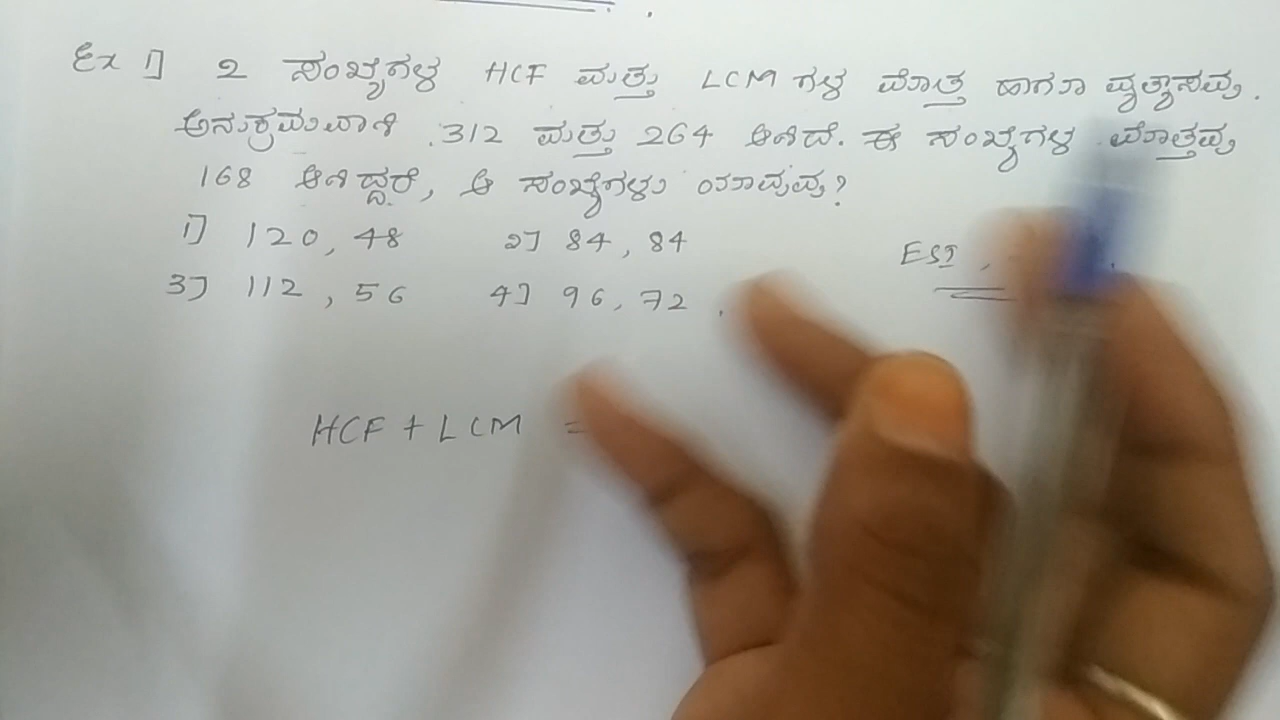 Ex 1] 2 ಸಂಖ್ಯೆಗಳ HCF ಮತ್ತು LCM ಗಳ ಮೊತ್ತ ಹಾಗೂ ವ್ಯತ್ಯಾಸವು
ಅನುಕ್ರಮವಾಗಿ 312 ಮತ್ತು 264 ಆಗಿದೆ. ಈ ಸಂಖ್ಯೆಗಳ ಮೊತ್ತವು
168 ಆಗಿದ್ದರೆ, ಆ ಸಂಖ್ಯೆಗಳು ಯಾವುವು?
1] 120, 48 2] 84, 84
3] 112, 56 4] 96, 72.
ESI,
HCF + LCM =